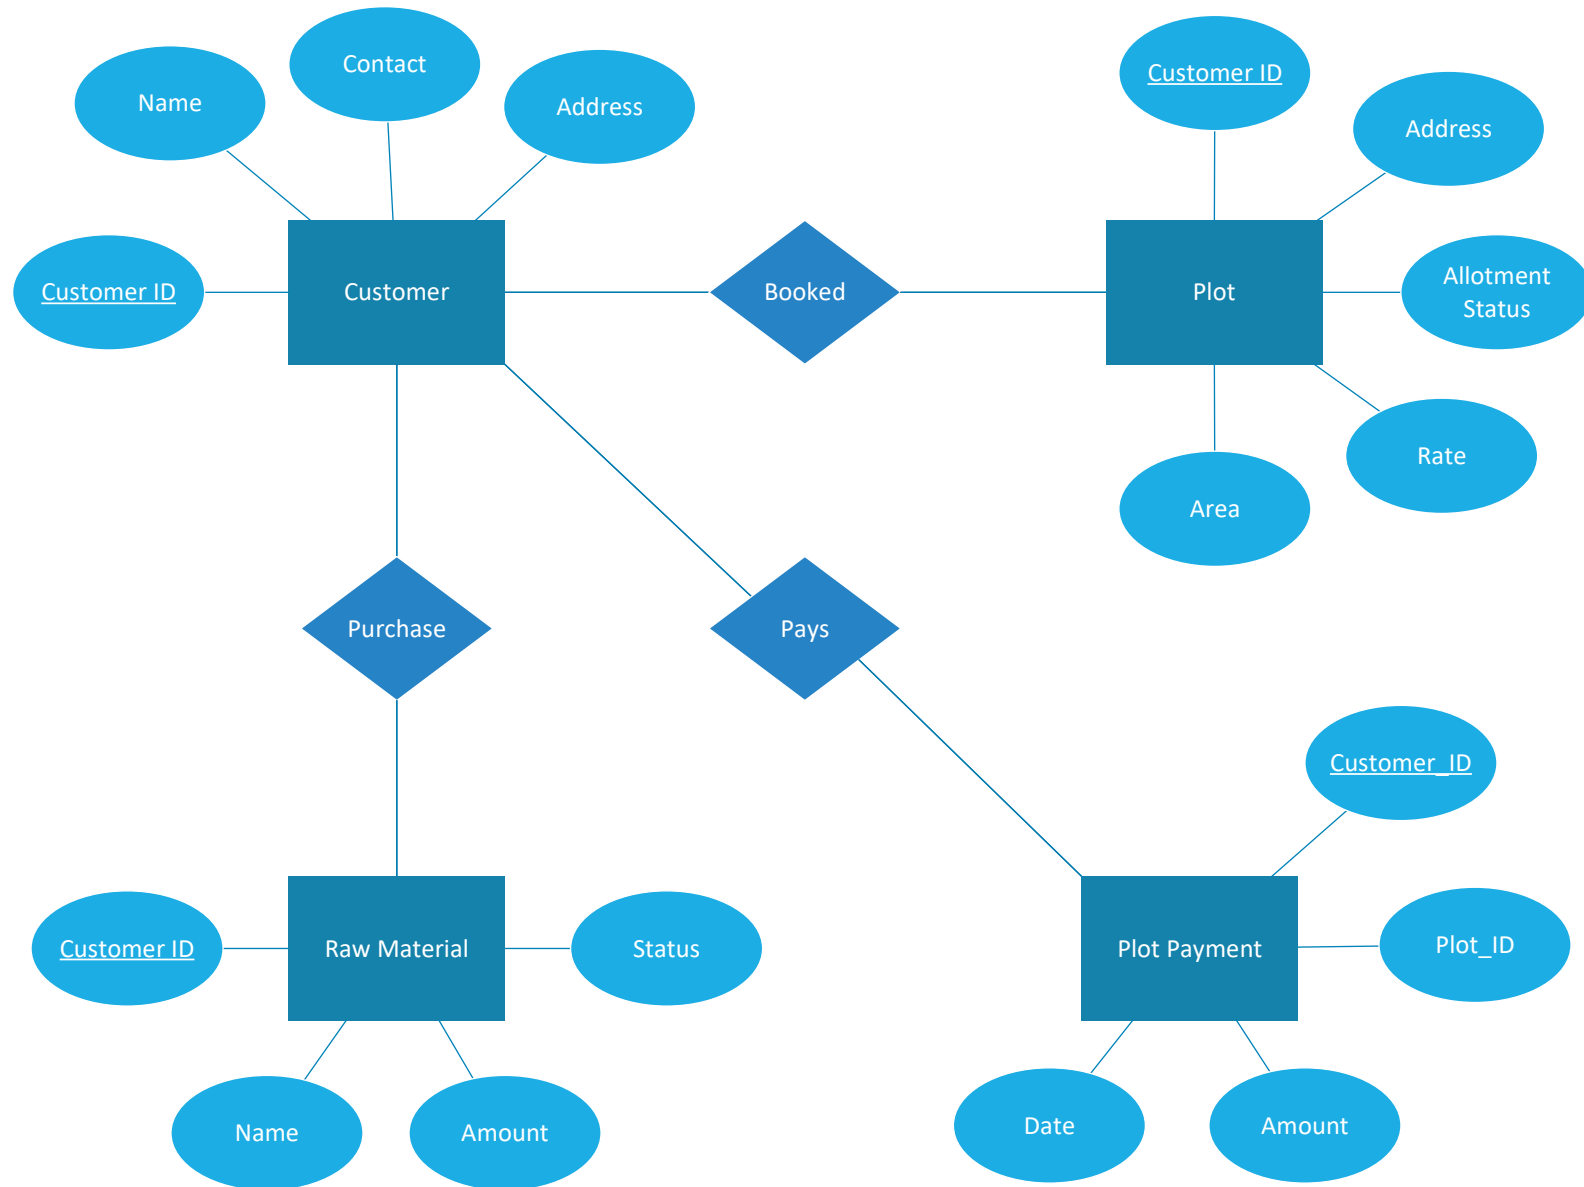 Contact
Customer ID
Name
Address
Address
Customer ID
Customer
Booked
Plot
Allotment
Status
Rate
Area
Purchase
Pays
Customer_ID
Customer ID
Raw Material
Status
Plot Payment
Plot_ID
Name
Amount
Date
Amount